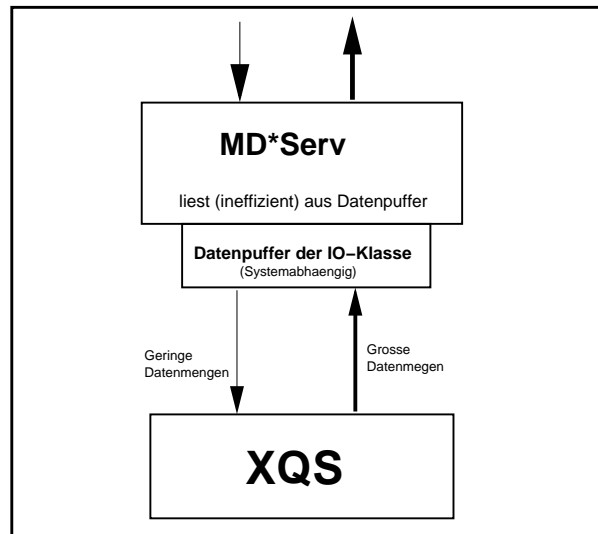 MD*Serv
liest (ineffizient) aus Datenpuffer
Datenpuffer der IO−Klasse
(Systemabhaengig)
Geringe
Datenmengen
Grosse
Datenmegen
XQS